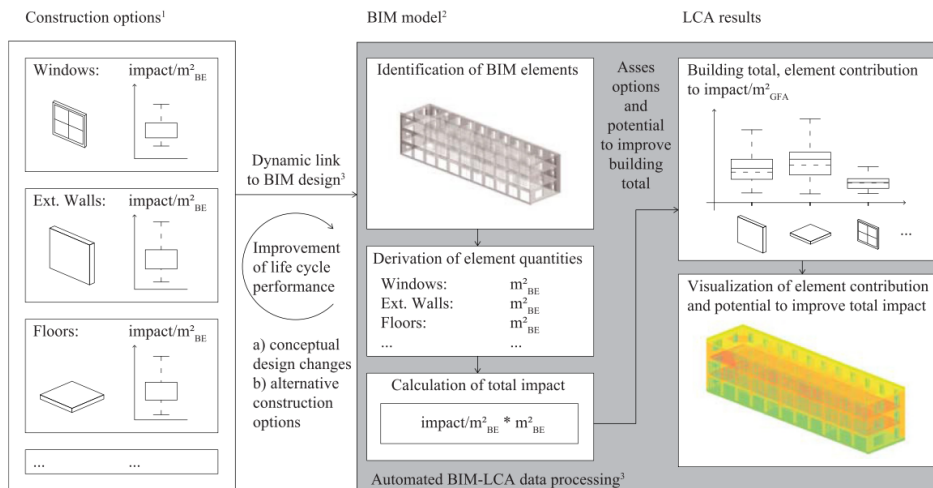 Construction options¹
BIM model²
LCA results
Windows:
impact/m²BE
Ext. Walls:
impact/m²BE
Floors:
impact/m²BE
...
...
Dynamic link
to BIM design³
Improvement
of life cycle
performance
a) conceptual
design changes
b) alternative
construction
options
Identification of BIM elements
Derivation of element quantities
Windows: m²BE
Ext. Walls: m²BE
Floors: m²BE
... ...
Calculation of total impact
impact/m²BE * m²BE
Automated BIM-LCA data processing³
Asses
options
and
potential
to improve
building
total
Building total, element contribution
to impact/m²GFA
...
Visualization of element contribution
and potential to improve total impact